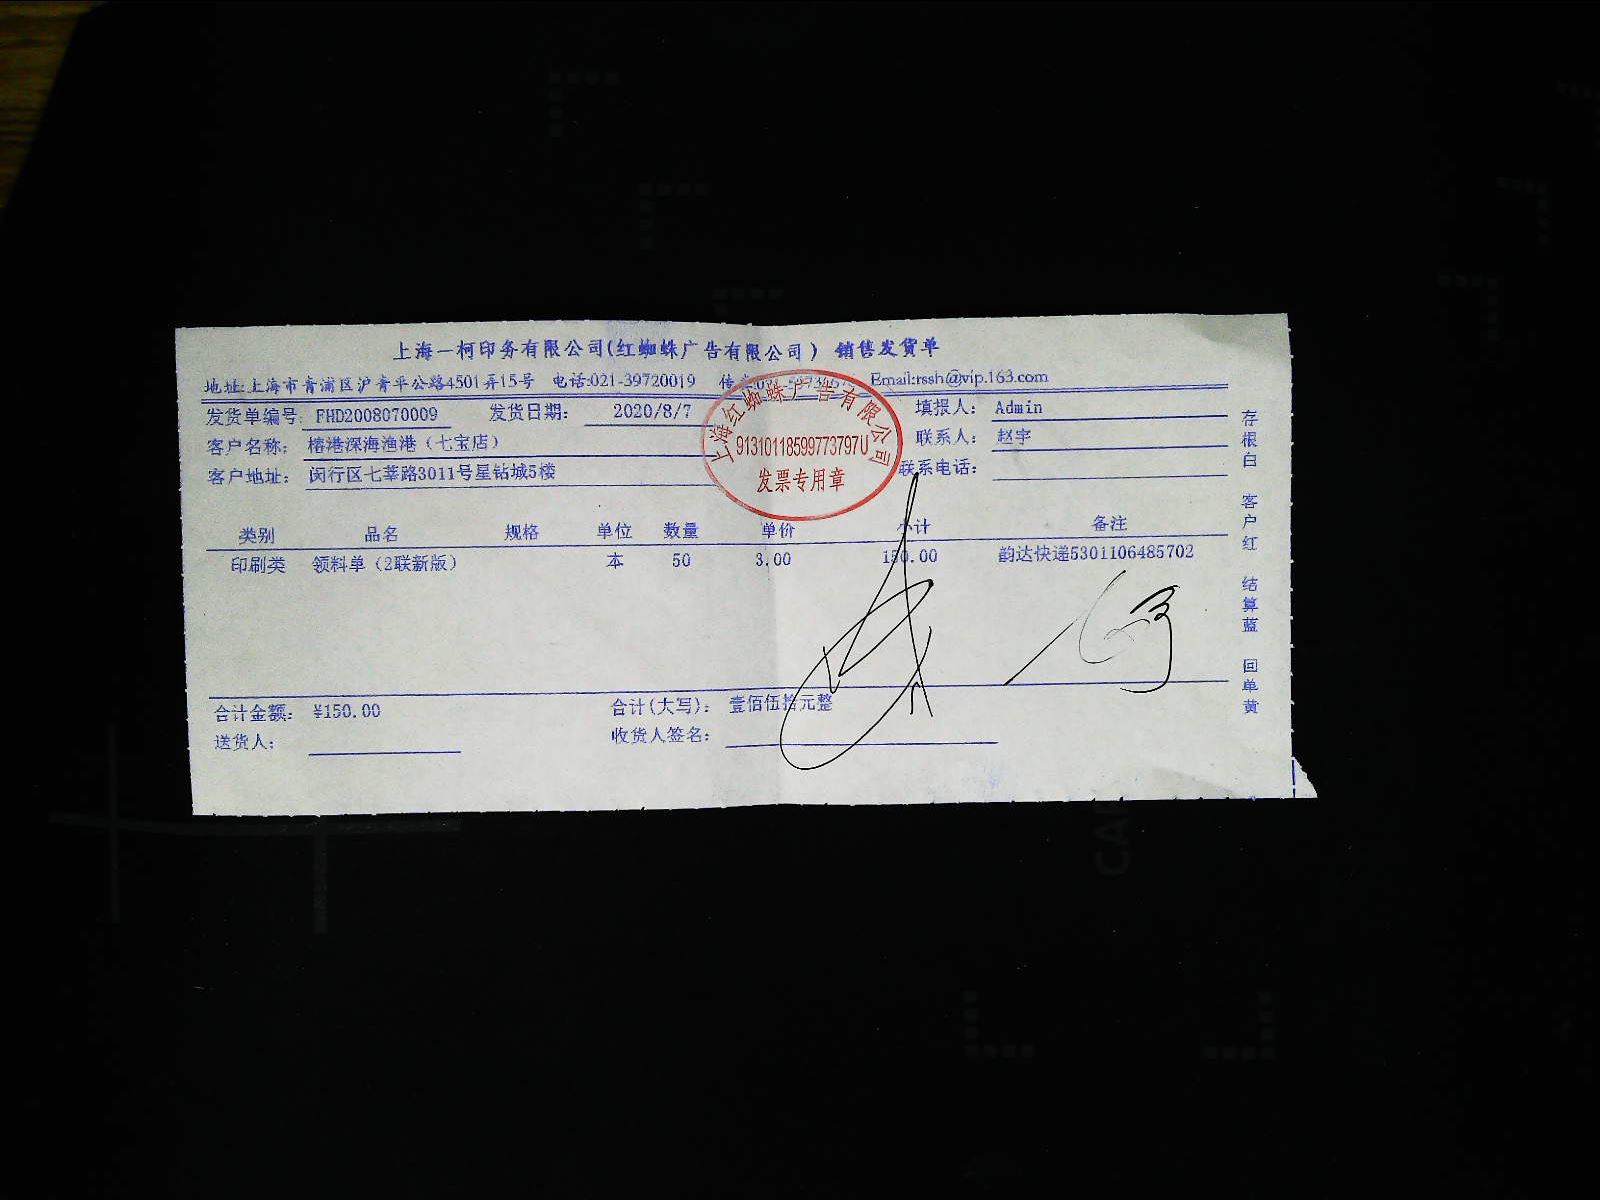 上海一柯印务有限公司(红蜘蛛广告有限公司) 销售发货单
地址:上海市青浦区沪青平公路4501弄15号 电话:021-39720019 Email:rssh@vip.163.com
发货单编号: FHD2008070009 发货日期: 2020/8/7 填报人: Admin
客户名称: 椿港深海渔港(七宝店) 联系人: 赵宇
客户地址: 闵行区七莘路3011号星钻城5楼 联系电话:
上海红蜘蛛广告有限公司
91310118599773797U
发票专用章
类别 品名 规格 单位 数量 单价 小计 备注
印刷类 领料单(2联新版) 本 50 3.00 150.00 韵达快递5301106485702
合计金额: ¥150.00 合计(大写): 壹佰伍拾元整
送货人: 收货人签名:
存根白 客户红 结算蓝 回单黄